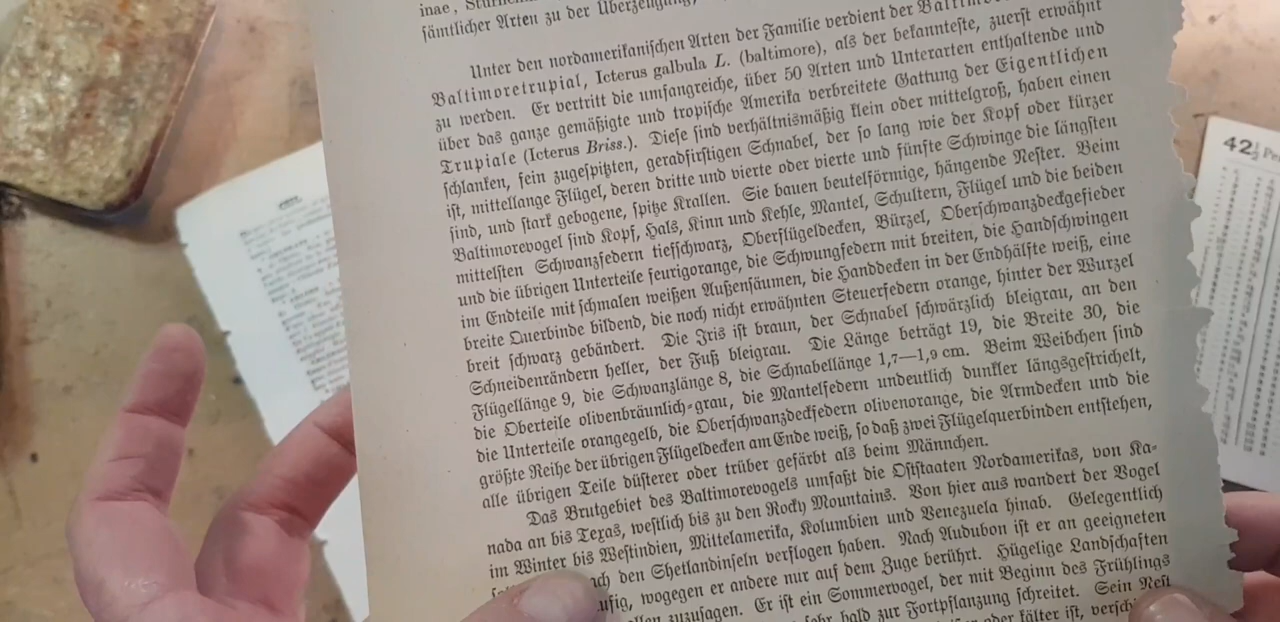 inae,
sämtlicher Arten zu der Überzeugung,
Unter den nordamerikanischen Arten der Familie verdient der
Baltimoretrupial, Icterus galbula L. (baltimore), als der bekannteste, zuerst erwähnt
zu werden. Er vertritt die umfangreiche, über 50 Arten und Unterarten enthaltende und
über das ganze gemäßigte und tropische Amerika verbreitete Gattung der Eigentlichen
Trupiale (Icterus Briss.). Diese sind verhältnismäßig klein oder mittelgroß, haben einen
schlanken, fein zugespitzten, geradfirstigen Schnabel, der so lang wie der Kopf oder kürzer
ist, mittellange Flügel, deren dritte und vierte oder vierte und fünfte Schwinge die längsten
sind, und stark gebogene, spitze Krallen. Sie bauen beutelförmige, hängende Nester. Beim
Baltimorevogel sind Kopf, Hals, Kinn und Kehle, Mantel, Schultern, Flügel und die beiden
mittelsten Schwanzfedern tiefschwarz, Oberflügeldecken, Bürzel, Oberschwanzdeckgefieder
und die übrigen Unterteile feurigorange, die Schwungfedern mit breiten, die Handschwingen
im Endteile mit schmalen weißen Außensäumen, die Handdecken in der Endhälfte weiß, eine
breite Querbinde bildend, die noch nicht erwähnten Steuerfedern orange, hinter der Wurzel
breit schwarz gebändert. Die Iris ist braun, der Schnabel schwärzlich bleigrau, an den
Schneidenrändern heller, der Fuß bleigrau. Die Länge beträgt 19, die Breite 30, die
Flügellänge 9, die Schwanzlänge 8, die Schnabellänge 1,7—1,9 cm. Beim Weibchen sind
die Oberteile olivenbräunlich-grau, die Mantelfedern undeutlich dunkler längsgestrichelt,
die Unterteile orangegelb, die Oberschwanzdeckfedern olivenorange, die Armdecken und die
größte Reihe der übrigen Flügeldecken am Ende weiß, so daß zwei Flügelquerbinden entstehen,
alle übrigen Teile düsterer oder trüber gefärbt als beim Männchen.
Das Brutgebiet des Baltimorevogels umfaßt die Oststaaten Nordamerikas, von Ka-
nada an bis Texas, westlich bis zu den Rocky Mountains. Von hier aus wandert der Vogel
im Winter bis Westindien, Mittelamerika, Kolumbien und Venezuela hinab. Gelegentlich
den Shetlandinseln verflogen haben. Nach Audubon ist er an geeigneten
wogegen er andere nur auf dem Zuge berührt. Hügelige Landschaften
zuzusagen. Er ist ein Sommervogel, der mit Beginn des Frühlings
bald zur Fortpflanzung schreitet. Sein Nest
oder kälter ist,
42½